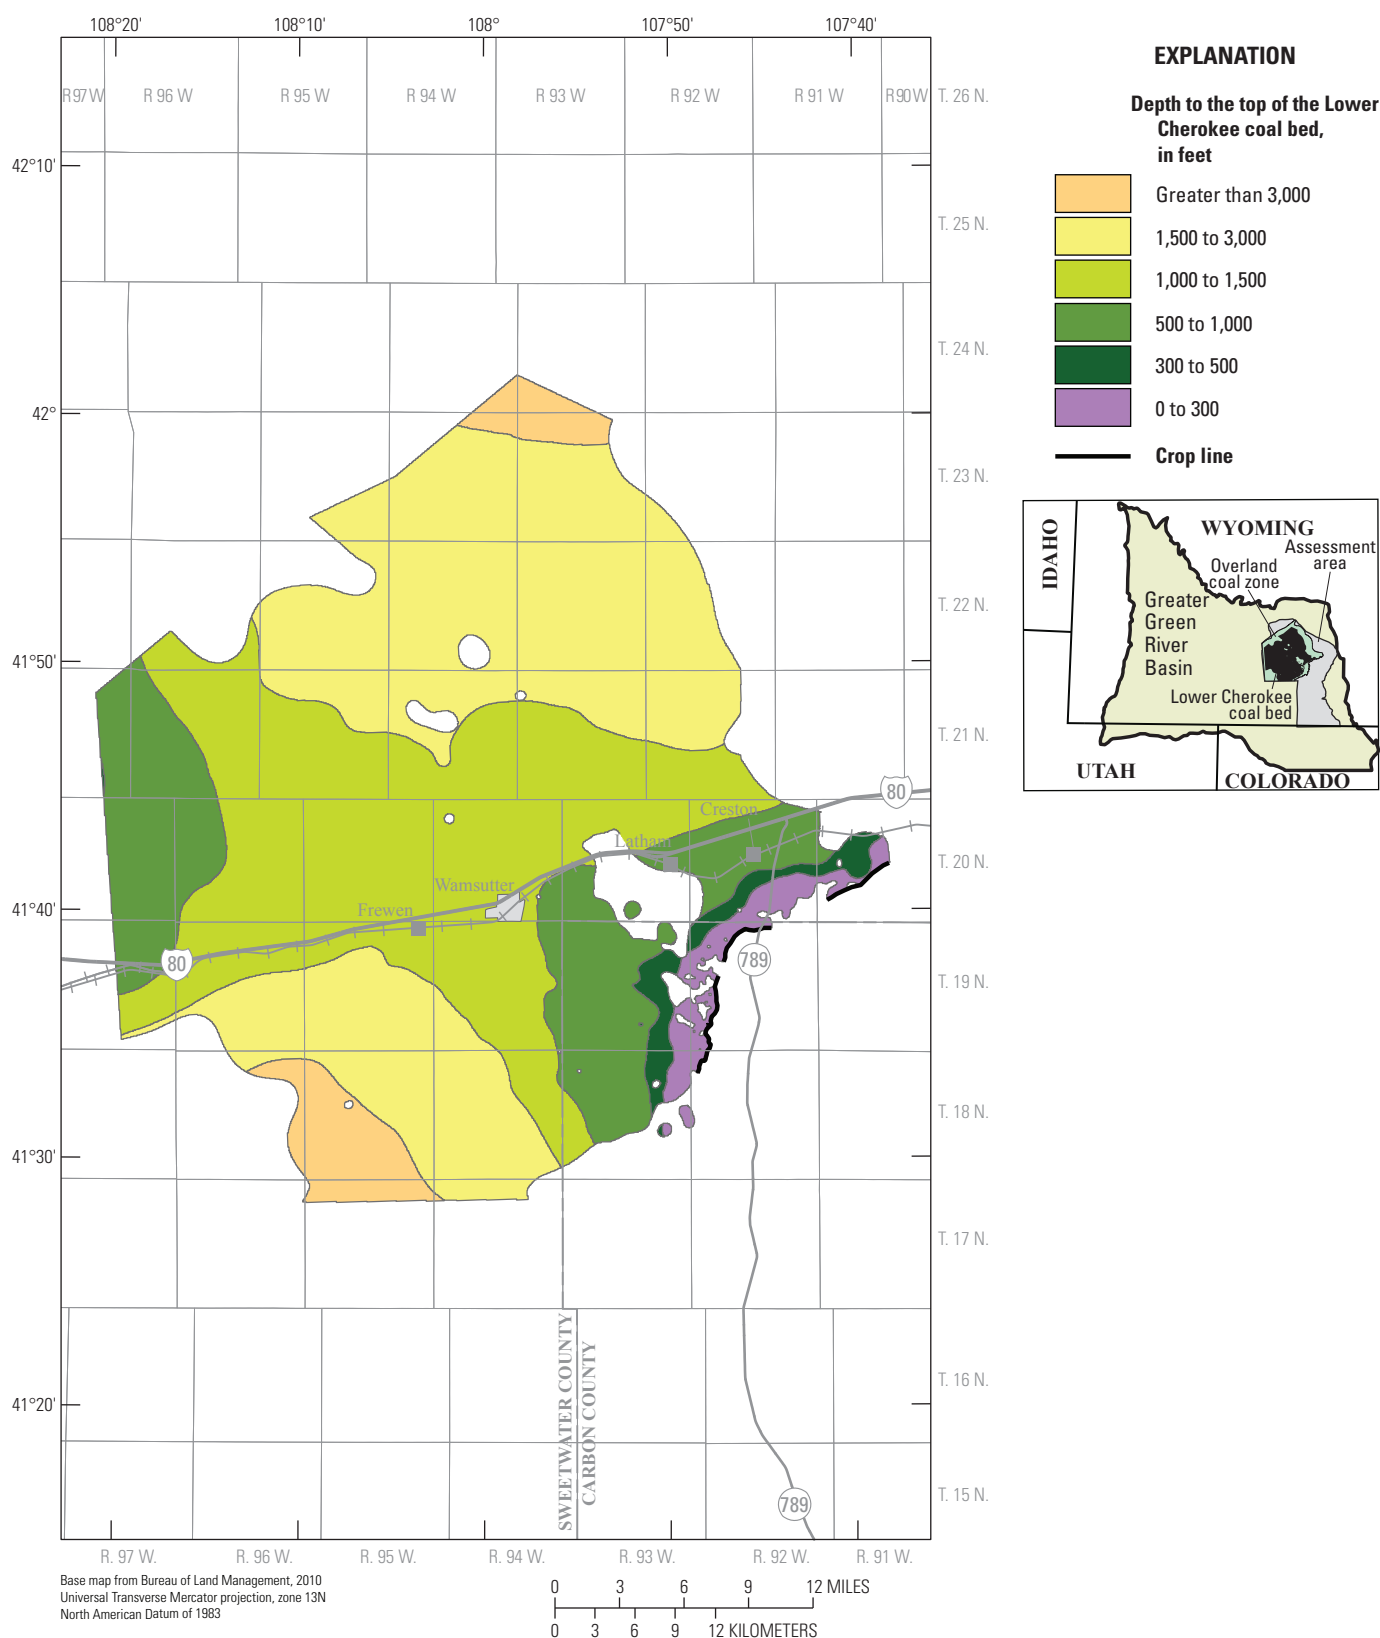 108°20'
108°10'
108°
107°50'
107°40'
R 97 W
R 96 W
R 95 W
R 94 W
R 93 W
R 92 W
R 91 W
R 90 W
T. 26 N.
42°10'
T. 25 N.
T. 24 N.
42°
T. 23 N.
T. 22 N.
41°50'
T. 21 N.
80
Creston
Latham
T. 20 N.
Wamsutter
Frewen
41°40'
80
789
T. 19 N.
T. 18 N.
41°30'
T. 17 N.
SWEETWATER COUNTY
CARBON COUNTY
T. 16 N.
41°20'
T. 15 N.
789
R. 97 W.
R. 96 W.
R. 95 W.
R. 94 W.
R. 93 W.
R. 92 W.
R. 91 W.
Base map from Bureau of Land Management, 2010
Universal Transverse Mercator projection, zone 13N
North American Datum of 1983
0 3 6 9 12 MILES
0 3 6 9 12 KILOMETERS
EXPLANATION
Depth to the top of the Lower
Cherokee coal bed,
in feet
Greater than 3,000
1,500 to 3,000
1,000 to 1,500
500 to 1,000
300 to 500
0 to 300
Crop line
IDAHO
WYOMING
Assessment
area
Overland
coal zone
Greater
Green
River
Basin
Lower Cherokee
coal bed
UTAH
COLORADO